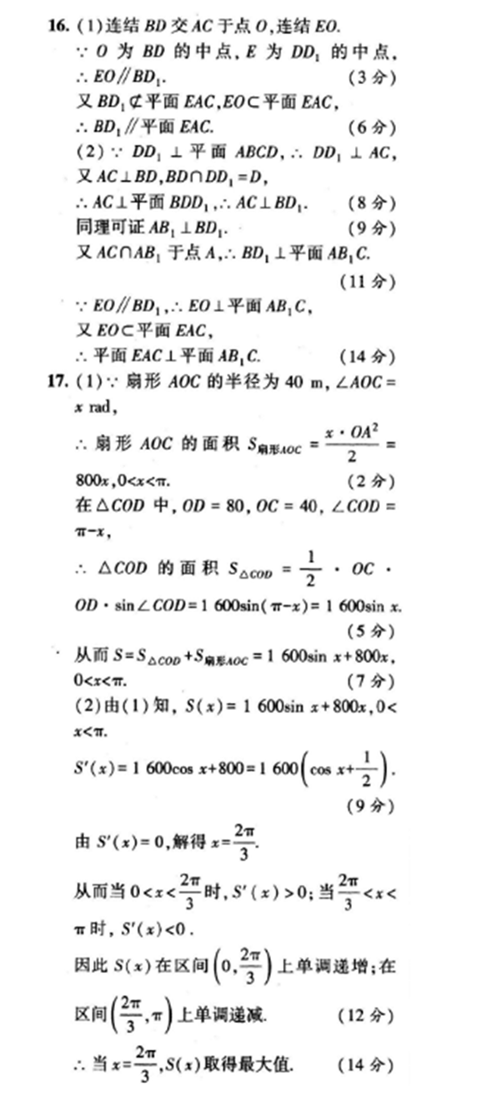 16. (1)连结 BD 交 AC 于点 O,连结 EO.
∵ O 为 BD 的中点, E 为 DD₁ 的中点,
∴ EO∥BD₁. (3 分)
又 BD₁⊄平面 EAC,EO⊂平面 EAC,
∴ BD₁∥平面 EAC. (6 分)
(2)∵ DD₁ ⊥ 平面 ABCD, ∴ DD₁ ⊥ AC,
又 AC⊥BD,BD∩DD₁=D,
∴ AC⊥平面 BDD₁,∴ AC⊥BD₁. (8 分)
同理可证 AB₁⊥BD₁. (9 分)
又 AC∩AB₁ 于点 A,∴ BD₁⊥平面 AB₁C.
(11 分)
∵ EO∥BD₁,∴ EO⊥平面 AB₁C,
又 EO⊂平面 EAC,
∴ 平面 EAC⊥平面 AB₁C. (14 分)
17. (1)∵ 扇形 AOC 的半径为 40 m,∠AOC =
x rad,
∴ 扇形 AOC 的面积 S扇形AOC = x·OA²/2 =
800x,0<x<π. (2 分)
在△COD 中, OD = 80, OC = 40, ∠COD =
π-x,
∴ △COD 的面积 S△COD = 1/2 · OC ·
OD·sin∠COD=1 600sin(π-x)=1 600sin x.
(5 分)
从而 S=S△COD+S扇形AOC=1 600sin x+800x,
0<x<π. (7 分)
(2)由(1)知, S(x)= 1 600sin x+800x,0<
x<π.
S′(x)=1 600cos x+800=1 600(cos x+1/2).
(9 分)
由 S′(x)=0,解得 x=2π/3.
从而当 0<x<2π/3时,S′(x)>0;当2π/3<x<
π 时, S′(x)<0.
因此 S(x)在区间(0,2π/3)上单调递增;在
区间(2π/3,π)上单调递减. (12 分)
∴ 当 x=2π/3,S(x)取得最大值. (14 分)